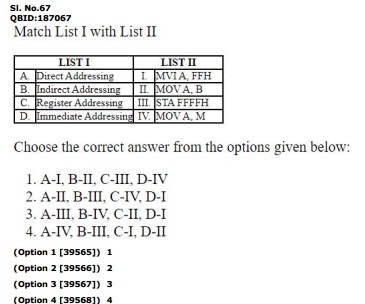 Sl. No.67
QBID:187067
Match List I with List II
LIST I LIST II
A. Direct Addressing I. MVI A, FFH
B. Indirect Addressing II. MOV A, B
C. Register Addressing III. STA FFFFH
D. Immediate Addressing IV. MOV A, M
Choose the correct answer from the options given below:
1. A-I, B-II, C-III, D-IV
2. A-II, B-III, C-IV, D-I
3. A-III, B-IV, C-II, D-I
4. A-IV, B-III, C-I, D-II
(Option 1 [39565]) 1
(Option 2 [39566]) 2
(Option 3 [39567]) 3
(Option 4 [39568]) 4